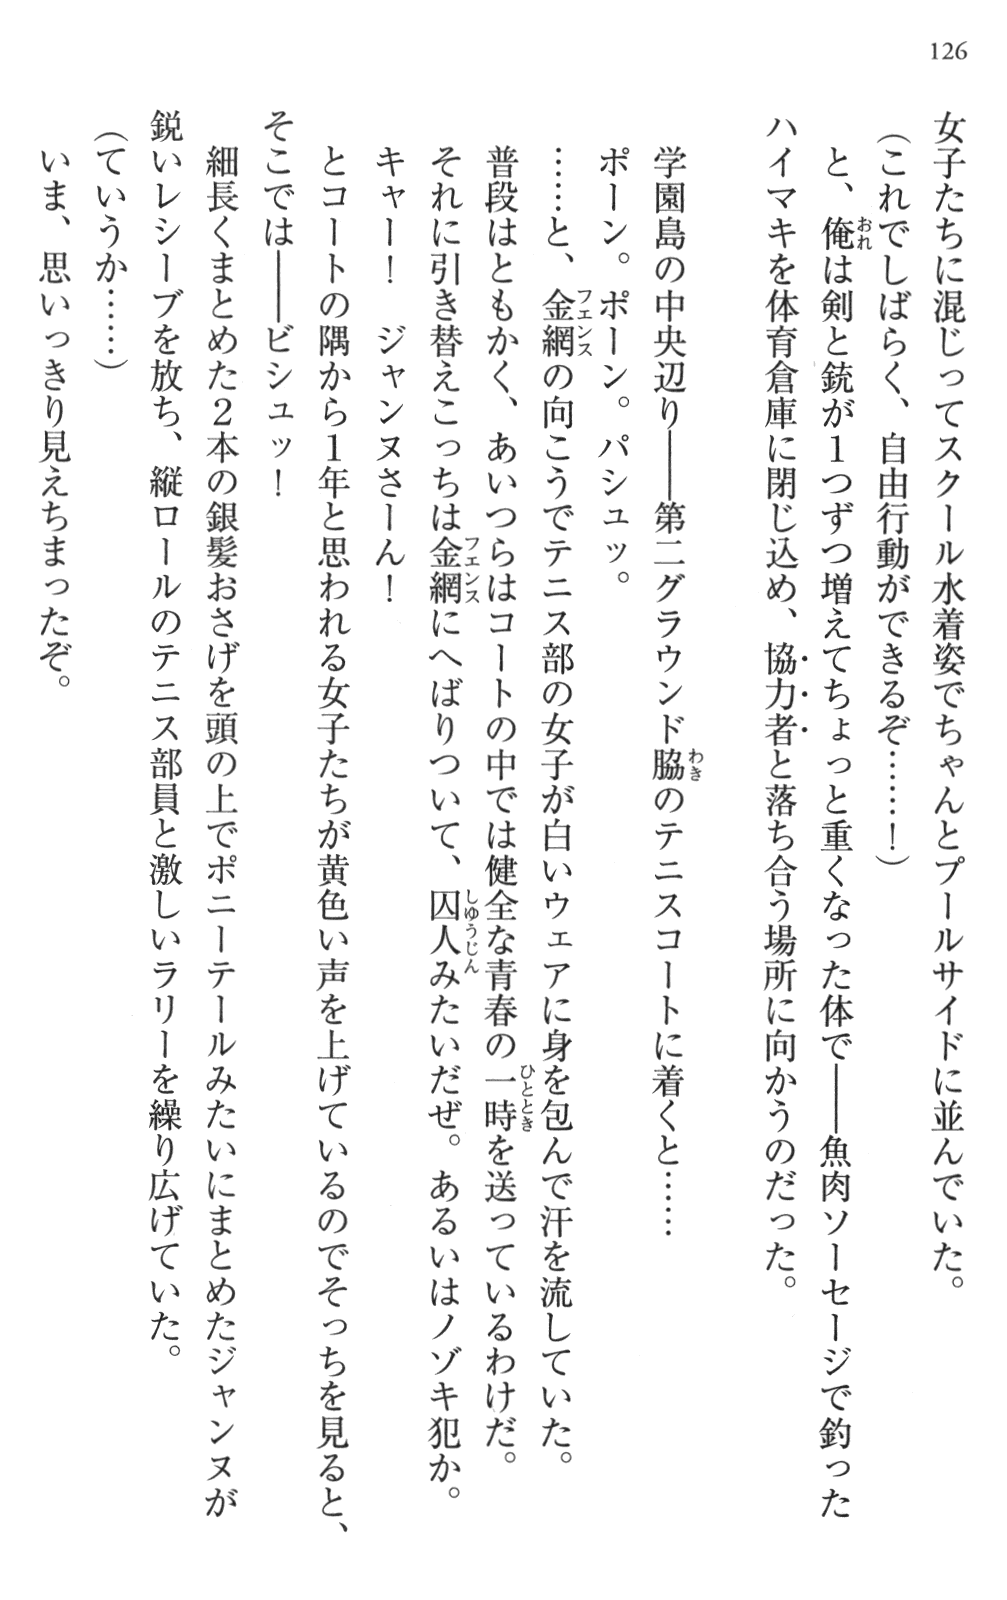 126
女子たちに混じってスクール水着姿でちゃんとプールサイドに並んでいた。
（これでしばらく、自由行動ができるぞ……！）
と、俺は剣と銃が１つずつ増えてちょっと重くなった体で――魚肉ソーセージで釣った
ハイマキを体育倉庫に閉じ込め、協力者と落ち合う場所に向かうのだった。
学園島の中央辺り――第二グラウンド脇のテニスコートに着くと……
ポーン。ポーン。パシュッ。
……と、金網の向こうでテニス部の女子が白いウェアに身を包んで汗を流していた。
普段はともかく、あいつらはコートの中では健全な青春の一時を送っているわけだ。
それに引き替えこっちは金網にへばりついて、囚人みたいだぜ。あるいはノゾキ犯か。
キャー！　ジャンヌさーん！
とコートの隅から１年と思われる女子たちが黄色い声を上げているのでそっちを見ると、
そこでは――ビシュッ！
細長くまとめた２本の銀髪おさげを頭の上でポニーテールみたいにまとめたジャンヌが
鋭いレシーブを放ち、縦ロールのテニス部員と激しいラリーを繰り広げていた。
（ていうか……）
いま、思いっきり見えちまったぞ。